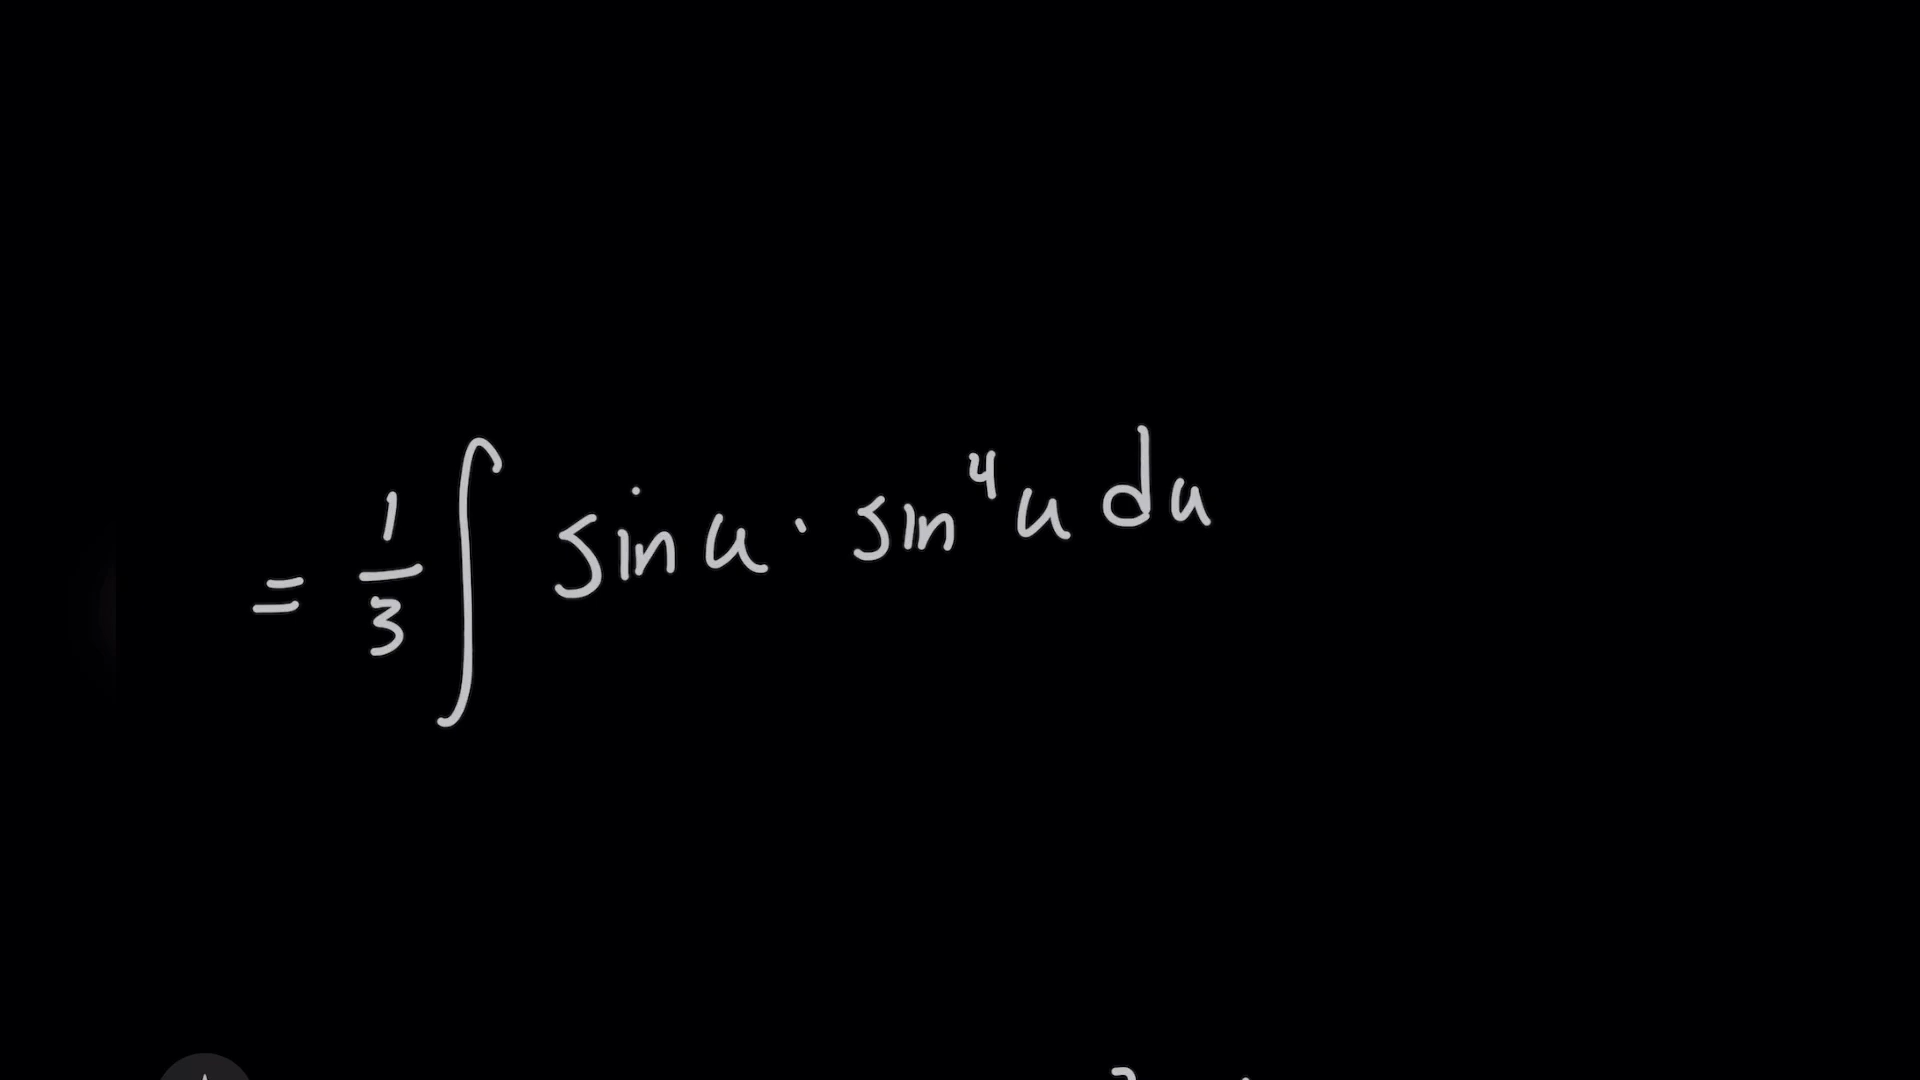 = 1/3 ∫ sin u · sin⁴u du